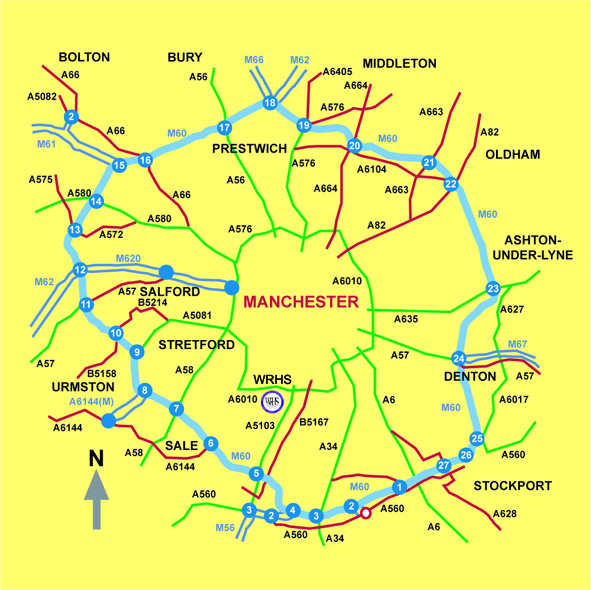 BOLTON
BURY
M66
M62
MIDDLETON
A66
A56
A6405
A664
A5082
A576
A663
2
18
A82
M61
A66
M60
17
19
M60
OLDHAM
15
16
PRESTWICH
20
21
A575
A576
A6104
22
A580
A56
A664
A663
14
A66
M60
A580
A82
13
A572
A576
ASHTON-
UNDER-LYNE
M620
12
A6010
M62
A57
SALFORD
23
B5214
MANCHESTER
11
A627
A5081
A635
10
STRETFORD
9
A57
24
M67
A57
B5158
A58
WRHS
DENTON
A57
URMSTON
8
A6010
WRHS
A6
A6017
A6144(M)
7
B5167
M60
A6144
A5103
SALE
6
A34
25
A58
A6144
M60
26
A560
N
5
27
M60
1
STOCKPORT
A560
3
2
4
3
2
A560
M56
A560
A34
A6
A628